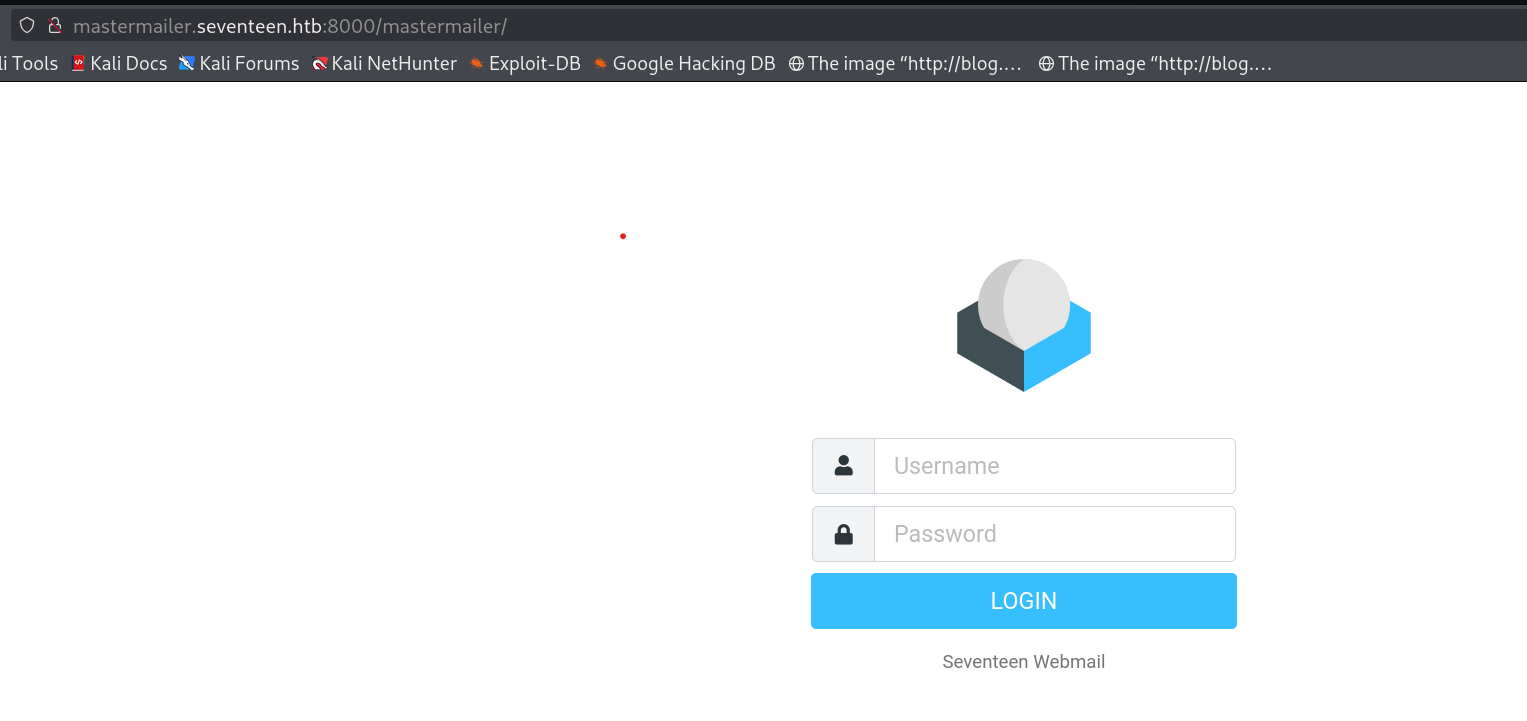 mastermailer.seventeen.htb:8000/mastermailer/
li Tools Kali Docs Kali Forums Kali NetHunter Exploit-DB Google Hacking DB The image “http://blog.… The image “http://blog.…
Username
Password
LOGIN
Seventeen Webmail